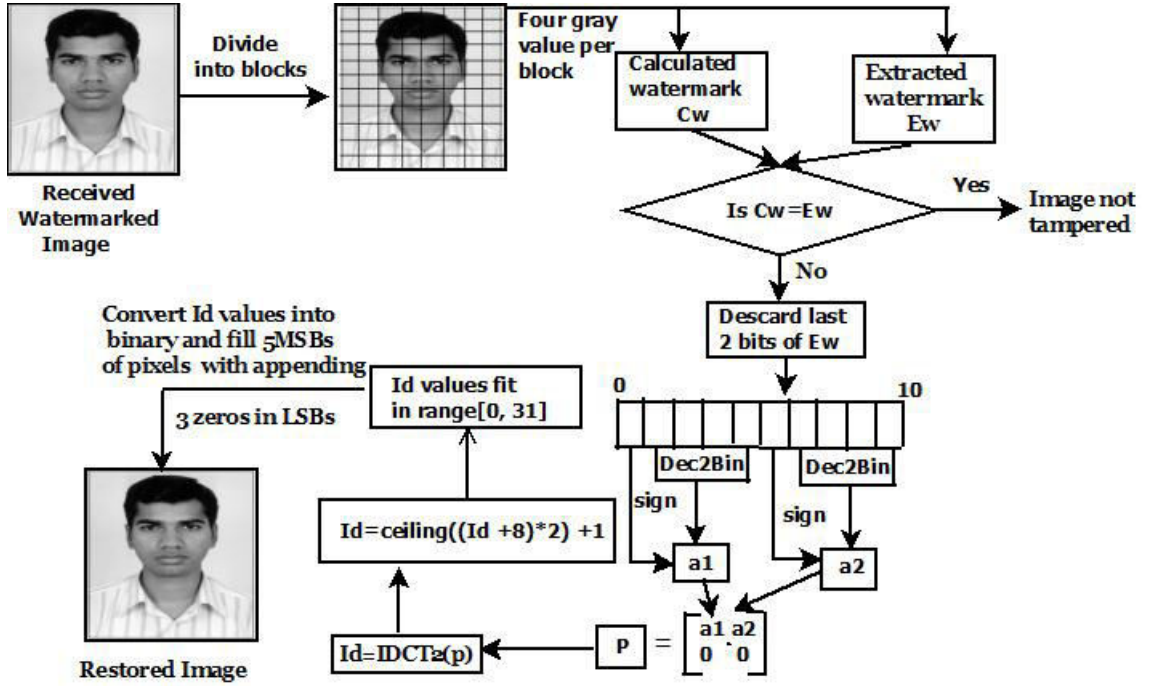 Divide
into blocks
Four gray
value per
block
Calculated
watermark
Cw
Extracted
watermark
Ew
Received
Watermarked
Image
Is Cw=Ew
Yes
Image not
tampered
No
Descard last
2 bits of Ew
0
10
Dec2Bin
Dec2Bin
sign
sign
a1
a2
P = a1 a2
0 0
Id=IDCT2(p)
Id=ceiling((Id +8)*2) +1
Id values fit
in range[0, 31]
Convert Id values into
binary and fill 5MSBs
of pixels with appending
3 zeros in LSBs
Restored Image